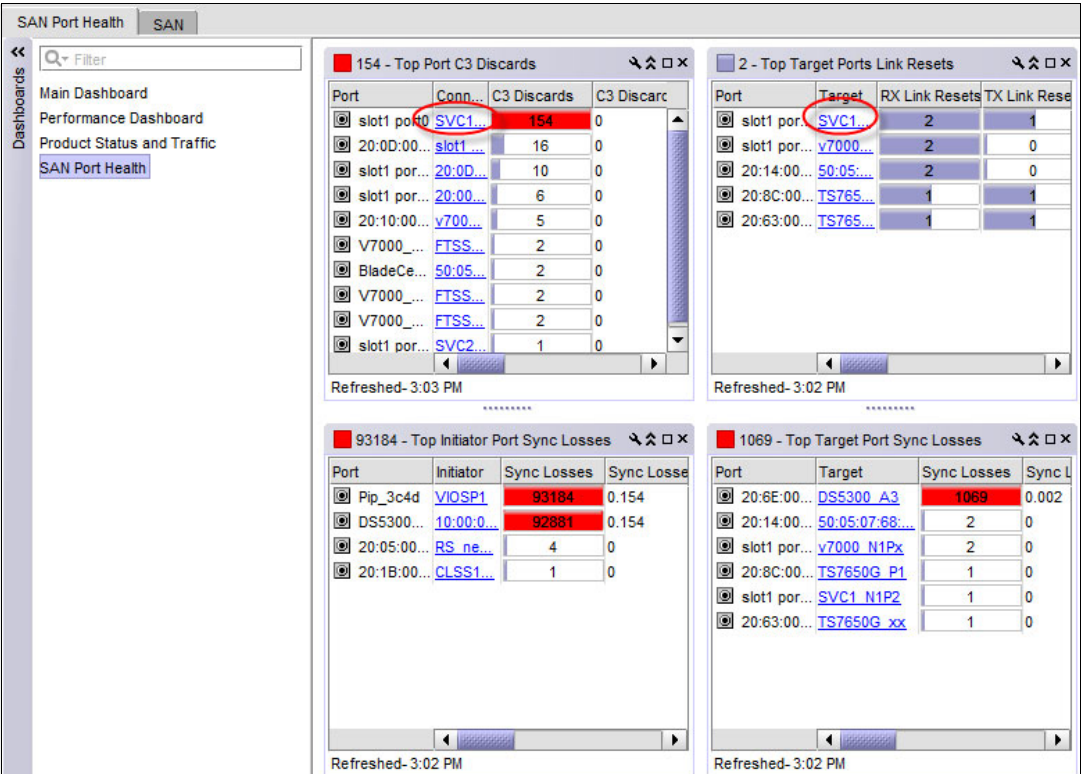 SAN Port Health SAN
Dashboards
Filter
Main Dashboard
Performance Dashboard
Product Status and Traffic
SAN Port Health
154 - Top Port C3 Discards
Port Conn... C3 Discards C3 Discarc
slot1 port0 SVC1... 154 0
20:0D:00... slot1 ... 16 0
slot1 por... 20:0D... 10 0
slot1 por... 20:00... 6 0
20:10:00... v700... 5 0
V7000_... FTSS... 2 0
BladeCe... 50:05... 2 0
V7000_... FTSS... 2 0
V7000_... FTSS... 2 0
slot1 por... SVC2... 1 0
Refreshed- 3:03 PM
2 - Top Target Ports Link Resets
Port Target RX Link Resets TX Link Rese
slot1 por... SVC1... 2 1
slot1 por... v7000... 2 0
20:14:00... 50:05:... 2 0
20:8C:00... TS765... 1 1
20:63:00... TS765... 1 1
Refreshed- 3:02 PM
93184 - Top Initiator Port Sync Losses
Port Initiator Sync Losses Sync Losse
Pip_3c4d VIOSP1 93184 0.154
DS5300... 10:00:0... 92881 0.154
20:05:00... RS_ne... 4 0
20:1B:00... CLSS1... 1 0
Refreshed- 3:02 PM
1069 - Top Target Port Sync Losses
Port Target Sync Losses Sync L
20:6E:00... DS5300_A3 1069 0.002
20:14:00... 50:05:07:68:... 2 0
slot1 por... v7000_N1Px 2 0
20:8C:00... TS7650G_P1 1 0
slot1 por... SVC1_N1P2 1 0
20:63:00... TS7650G_xx 1 0
Refreshed- 3:02 PM